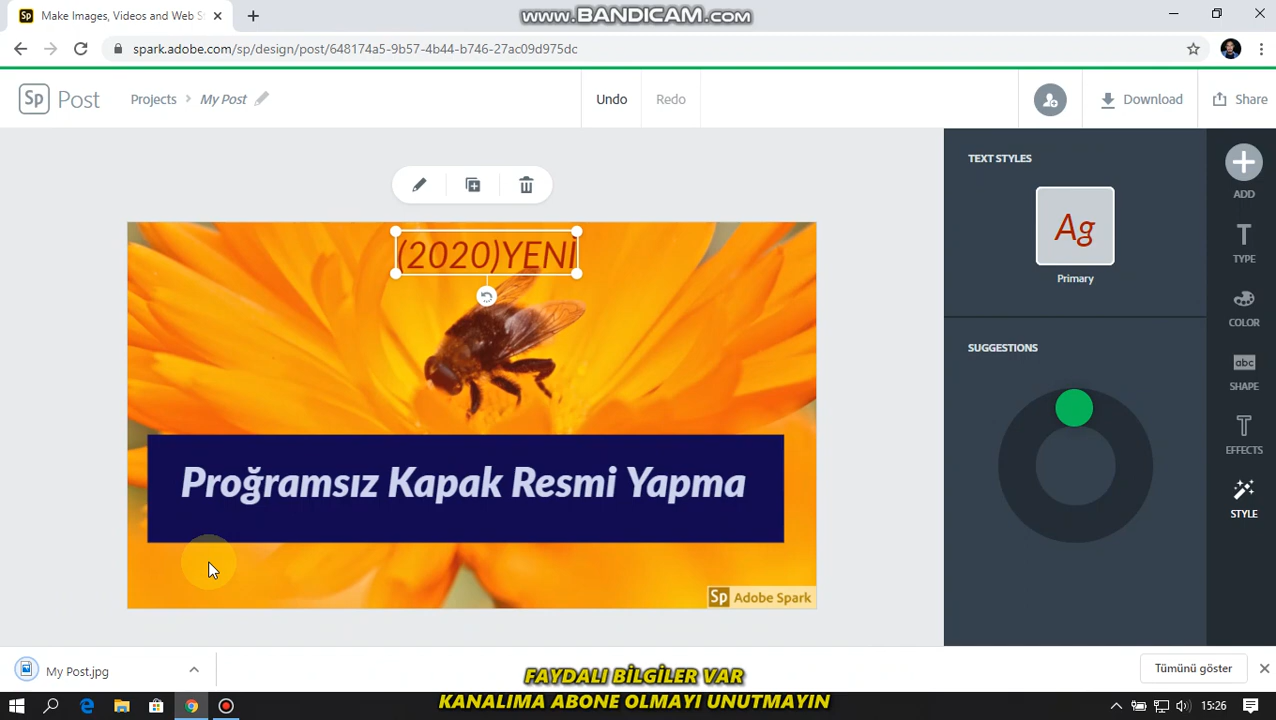 Make Images, Videos and Web S
www.BANDICAM.com
spark.adobe.com/sp/design/post/648174a5-9b57-4b44-b746-27ac09d975dc
Sp Post
Projects > My Post
Undo
Redo
Download
Share
TEXT STYLES
Ag
Primary
SUGGESTIONS
ADD
TYPE
COLOR
abc
SHAPE
EFFECTS
STYLE
(2020)YENİ
Proğramsız Kapak Resmi Yapma
Sp Adobe Spark
My Post.jpg
Tümünü göster
FAYDALI BİLGİLER VAR
KANALIMA ABONE OLMAYI UNUTMAYIN
15:26